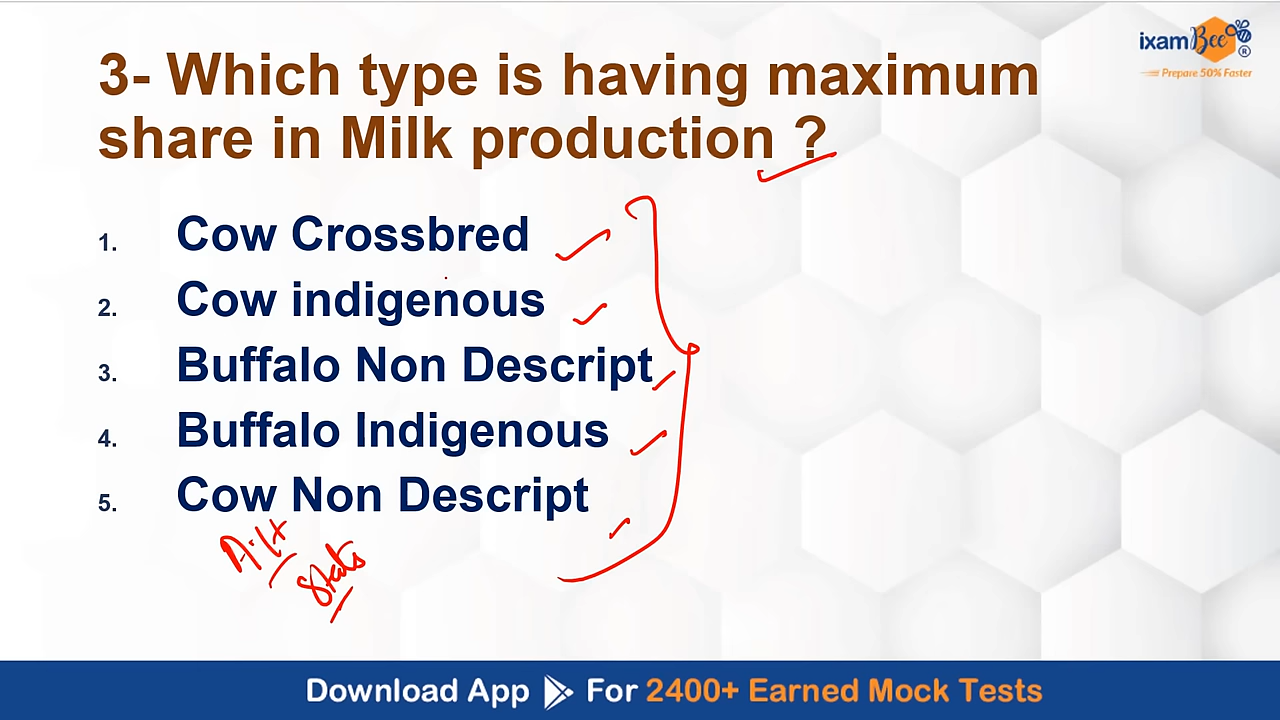 ixamBee
®
Prepare 50% Faster
3- Which type is having maximum
share in Milk production ?
1. Cow Crossbred
2. Cow indigenous
3. Buffalo Non Descript
4. Buffalo Indigenous
5. Cow Non Descript
Download App For 2400+ Earned Mock Tests